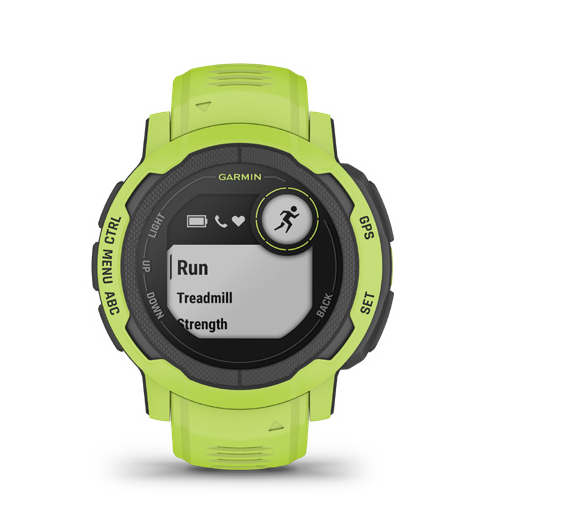 GARMIN
LIGHT
CTRL
UP
MENU
DOWN
ABC
GPS
Run
Treadmill
Strength
BACK
SET